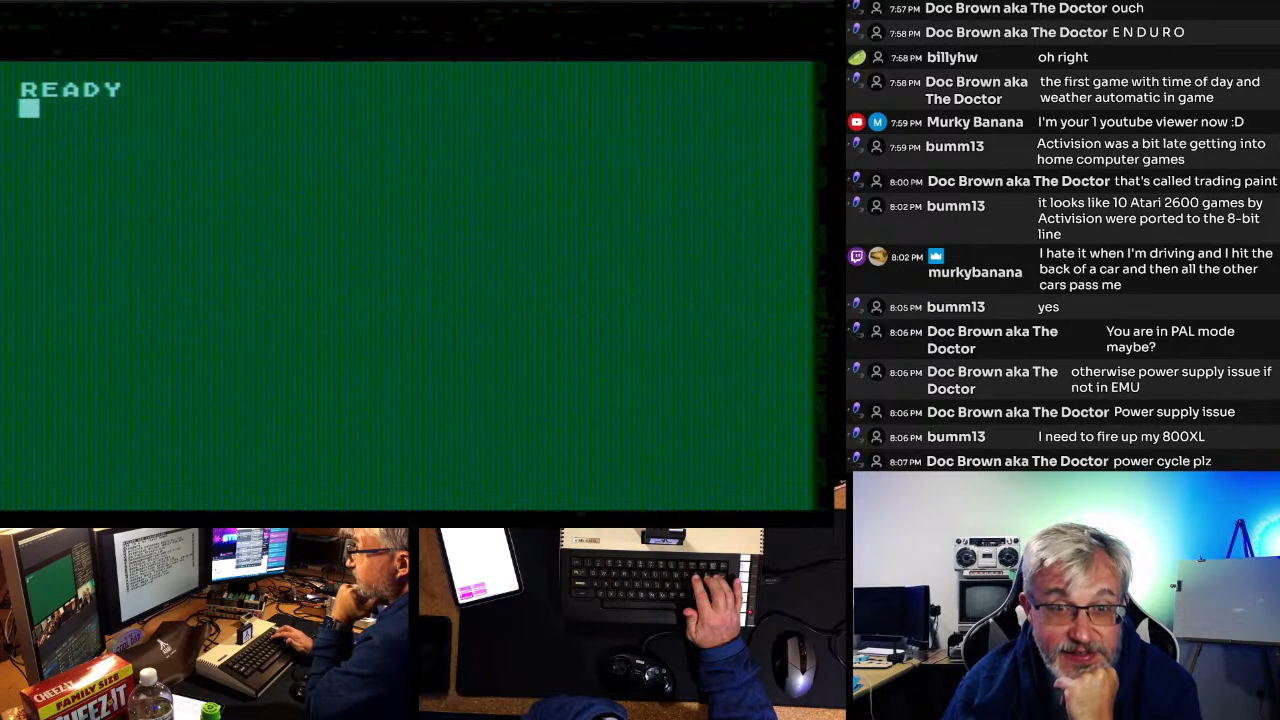 READY
7:57 PM Doc Brown aka The Doctor ouch
7:58 PM Doc Brown aka The Doctor E N D U R O
7:58 PM billyhw oh right
7:58 PM Doc Brown aka The Doctor the first game with time of day and
weather automatic in game
M 7:59 PM Murky Banana I'm your 1 youtube viewer now :D
7:59 PM bumm13 Activision was a bit late getting into
home computer games
8:00 PM Doc Brown aka The Doctor that's called trading paint
8:02 PM bumm13 it looks like 10 Atari 2600 games by
Activision were ported to the 8-bit
line
8:02 PM murkybanana I hate it when I'm driving and I hit the
back of a car and then all the other
cars pass me
8:05 PM bumm13 yes
8:06 PM Doc Brown aka The Doctor You are in PAL mode
maybe?
8:06 PM Doc Brown aka The Doctor otherwise power supply issue if
not in EMU
8:06 PM Doc Brown aka The Doctor Power supply issue
8:06 PM bumm13 I need to fire up my 800XL
8:07 PM Doc Brown aka The Doctor power cycle plz
CHEEZ-IT
FAMILY SIZE
CHEEZ-IT